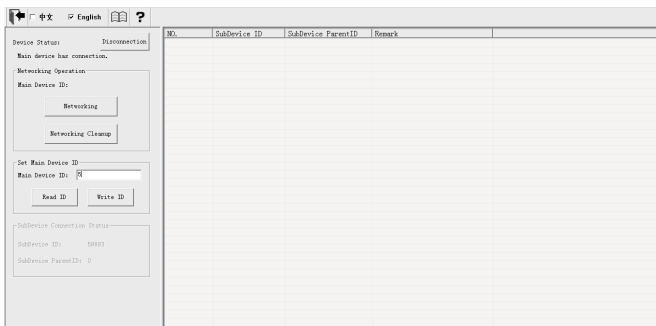 中文 English ?
Device Status: Disconnection
Main device has connection.
Networking Operation
Main Device ID:
Networking
Networking Cleanup
Set Main Device ID
Main Device ID: 5
Read ID Write ID
SubDevice Connection Status
SubDevice ID:
SubDevice ParentID: 0
NO. SubDevice ID SubDevice ParentID Remark